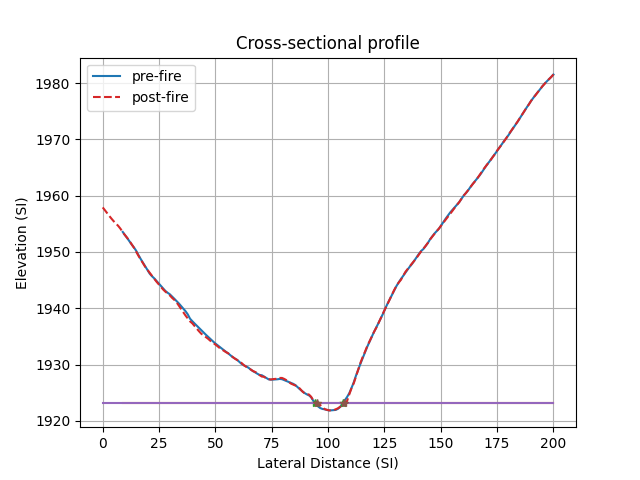 Cross-sectional profile
pre-fire
post-fire
Elevation (SI)
1980
1970
1960
1950
1940
1930
1920
0 25 50 75 100 125 150 175 200
Lateral Distance (SI)